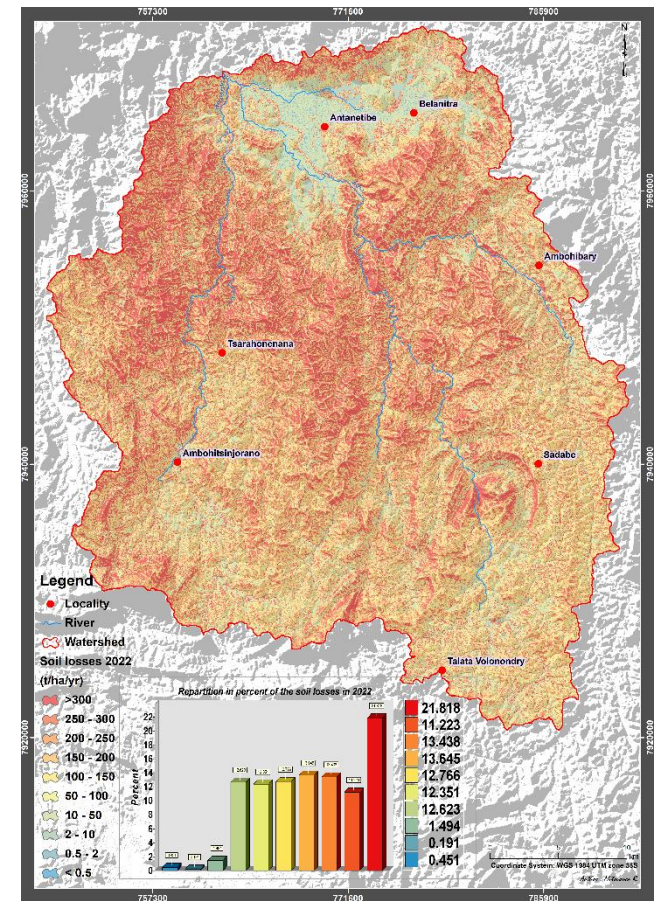 757300 771600 785900
N
Belanitra
Antanetibe
7960000 7960000
Ambohibary
Tsarahonenana
Ambohitsinjorano
Sadabe
7940000 7940000
Legend
Locality
River
Watershed
Soil losses 2022
(t/ha/yr)
>300
250 - 300
200 - 250
150 - 200
100 - 150
50 - 100
10 - 50
2 - 10
0.5 - 2
< 0.5
Talata Volonondry
Repartition in percent of the soil losses in 2022
Percent
22
20
18
16
14
12
10
8
6
4
2
0
21.818
11.223
13.438
13.645
12.766
12.351
12.623
1.494
0.191
0.451
7920000 7920000
Coordinate System: WGS 1984 UTM zone 38S
757300 771600 785900